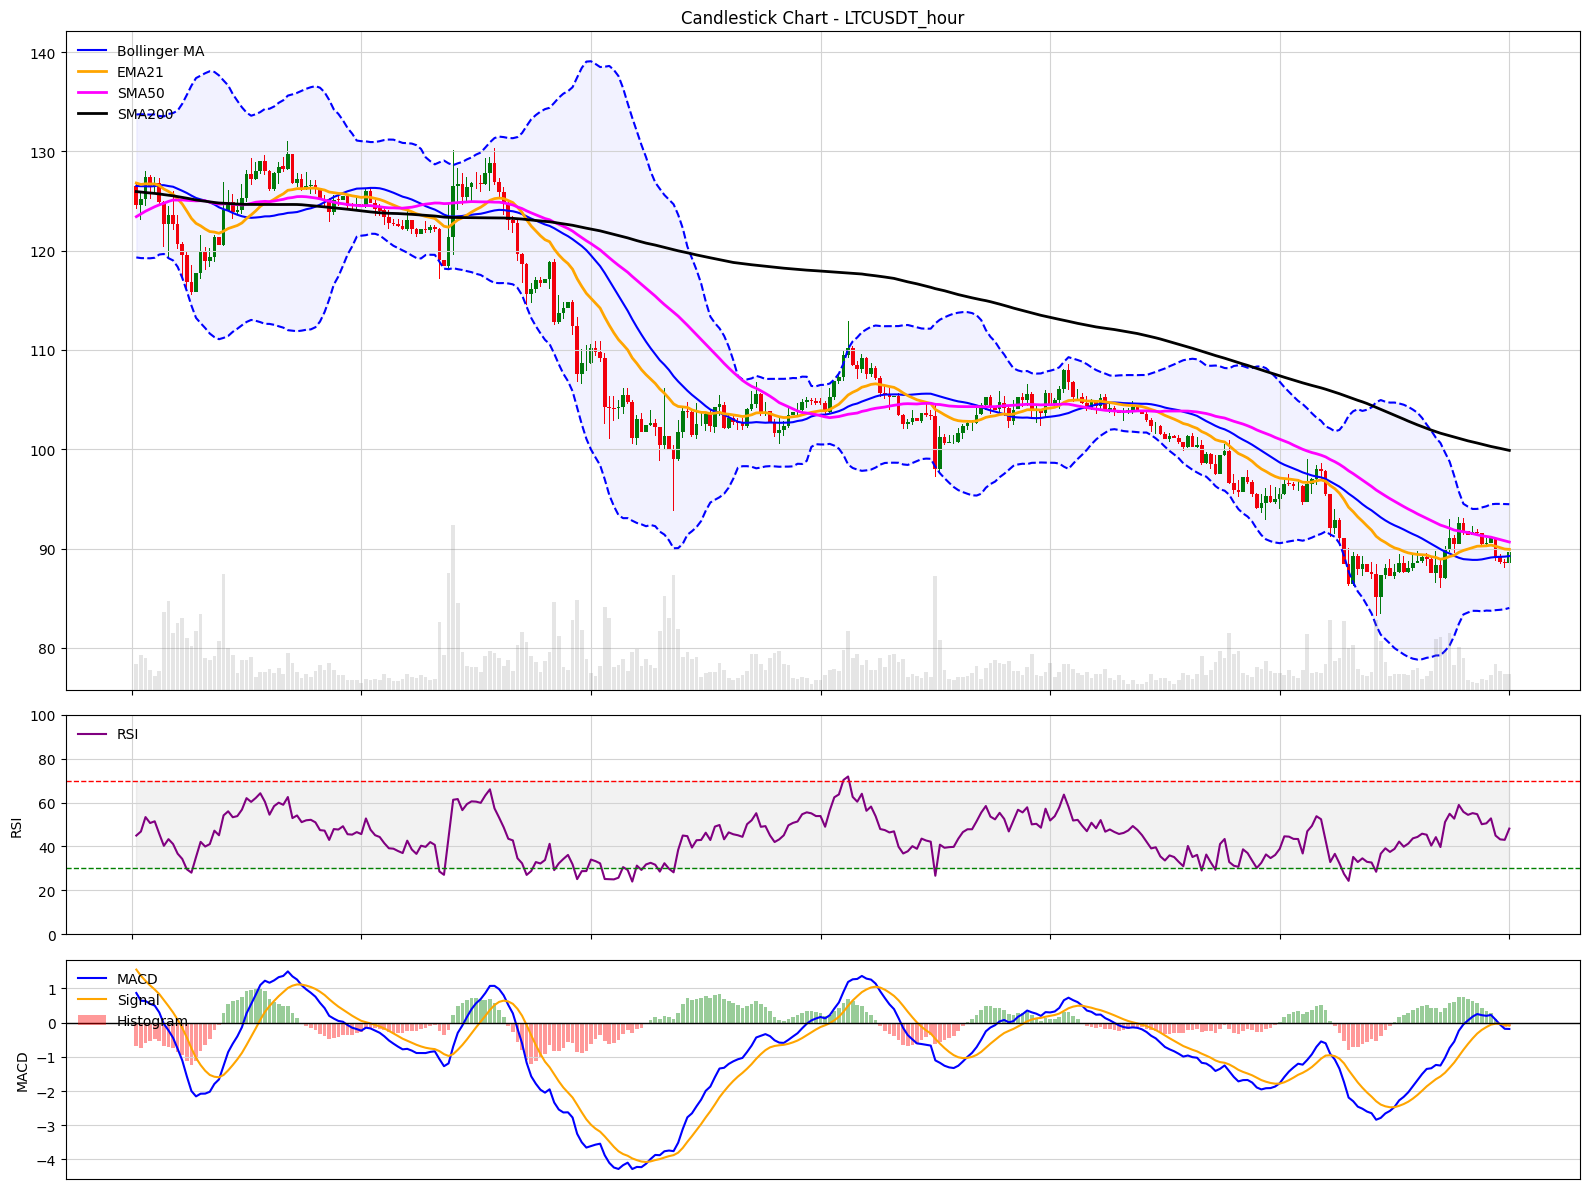 Candlestick Chart - LTCUSDT_hour
140
130
120
110
100
90
80
Bollinger MA
EMA21
SMA50
SMA200
100
80
60
40
20
0
RSI
RSI
1
0
−1
−2
−3
−4
MACD
MACD
Signal
Histogram